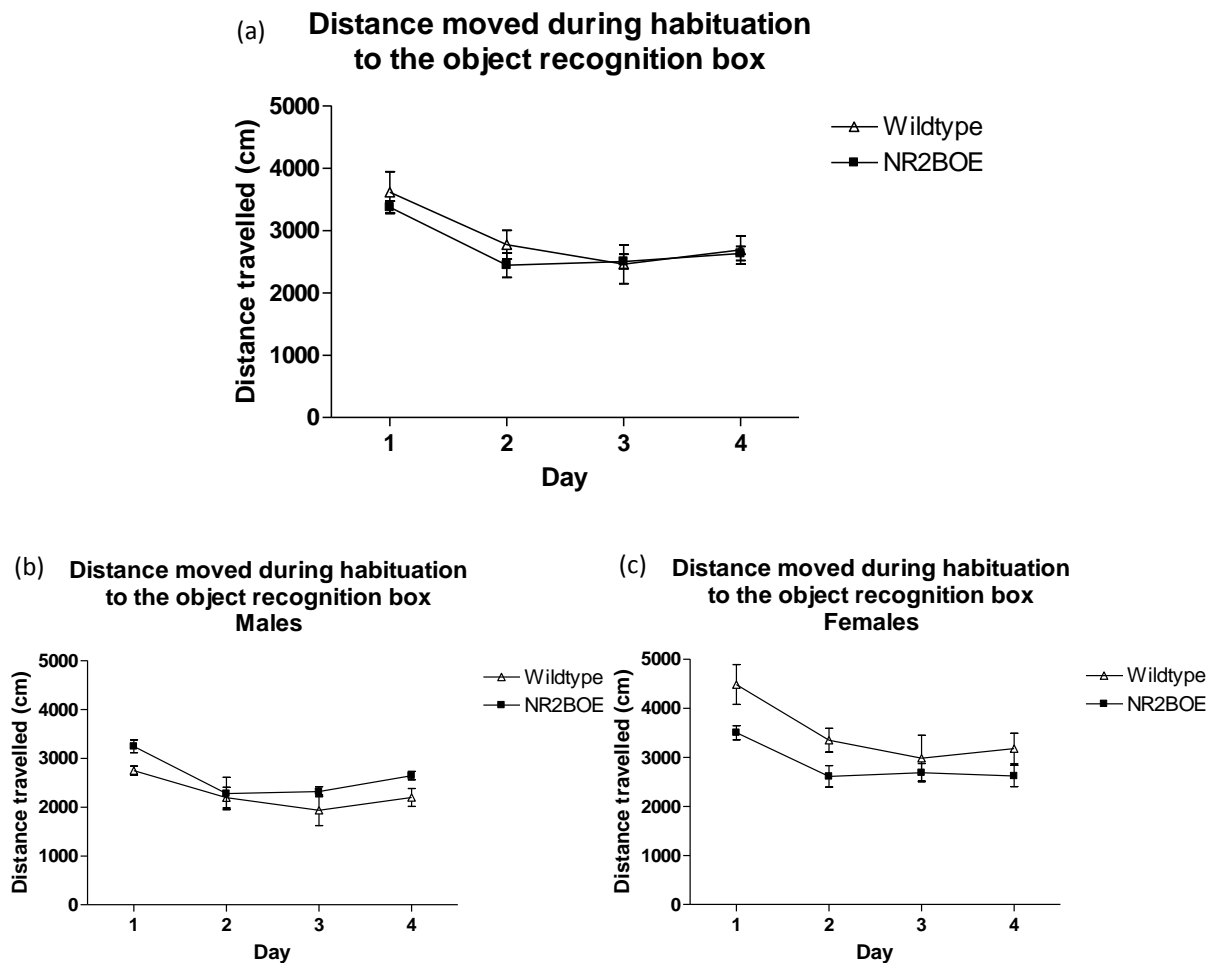 (a) Distance moved during habituation
to the object recognition box
5000
4000
3000
2000
1000
0
Distance travelled (cm)
1 2 3 4
Day
Wildtype
NR2BOE
(b) Distance moved during habituation
to the object recognition box
Males
5000
4000
3000
2000
1000
0
Distance travelled (cm)
1 2 3 4
Day
Wildtype
NR2BOE
(c) Distance moved during habituation
to the object recognition box
Females
5000
4000
3000
2000
1000
0
Distance travelled (cm)
1 2 3 4
Day
Wildtype
NR2BOE